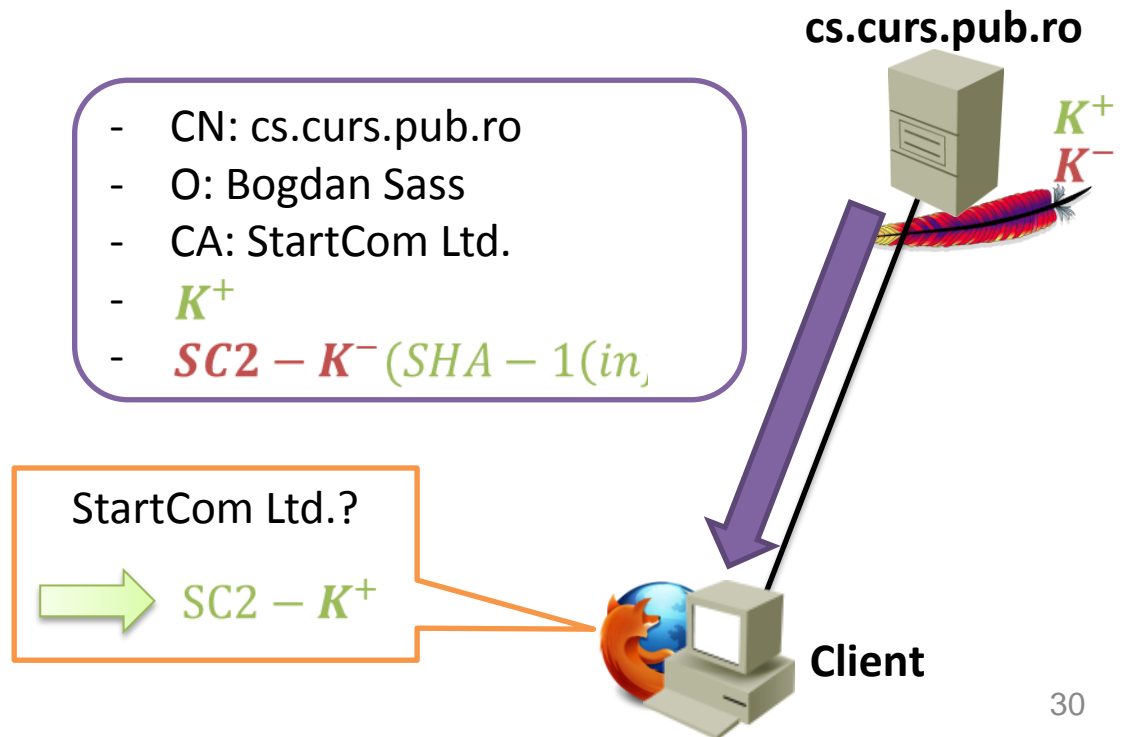 cs.curs.pub.ro
- CN: cs.curs.pub.ro
- O: Bogdan Sass
- CA: StartCom Ltd.
- K⁺
- SC2 − K⁻(SHA − 1(in
K⁺
K⁻
StartCom Ltd.?
SC2 − K⁺
Client
30